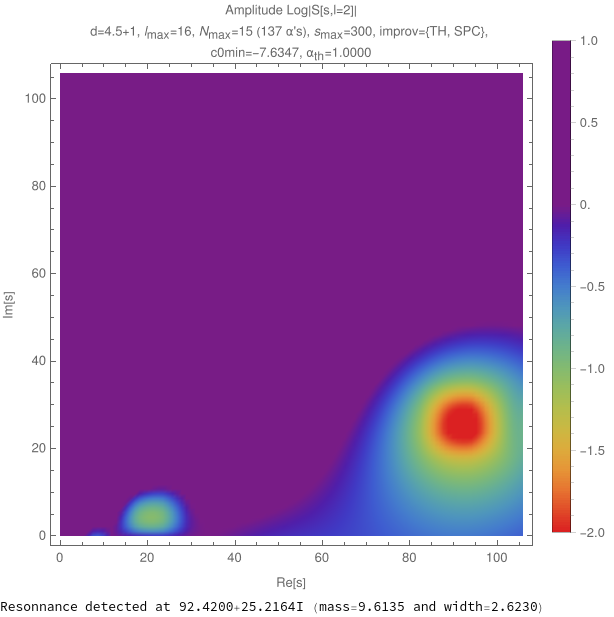 Amplitude Log|S[s,l=2]|
d=4.5+1, lmax=16, Nmax=15 (137 α's), smax=300, improv={TH, SPC},
c0min=−7.6347, αth=1.0000
1.0
0.5
0.
−0.5
−1.0
−1.5
−2.0
100
80
60
40
20
0
Im[s]
0 20 40 60 80 100
Re[s]
Resonnance detected at 92.4200+25.2164I (mass=9.6135 and width=2.6230)